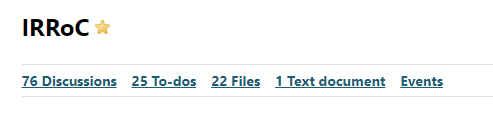 IRRoC
76 Discussions 25 To-dos 22 Files 1 Text document Events